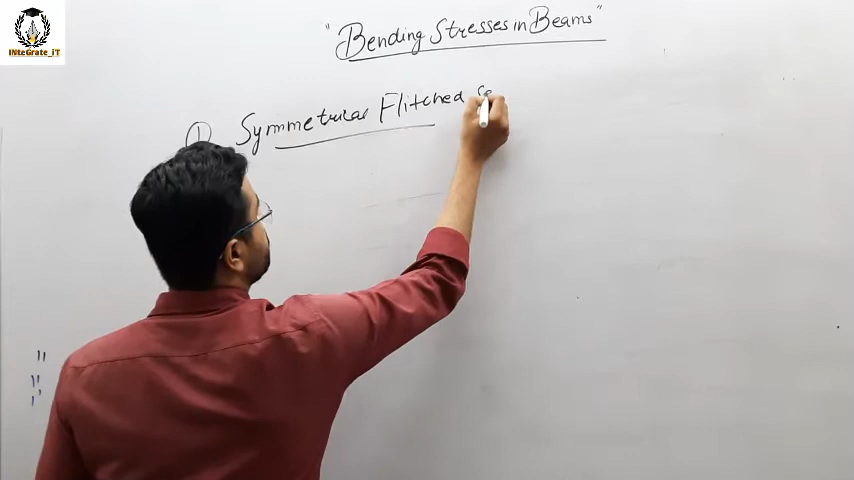 INteGrate_iT
"Bending Stresses in Beams"
① Symmetrical Flitched Se